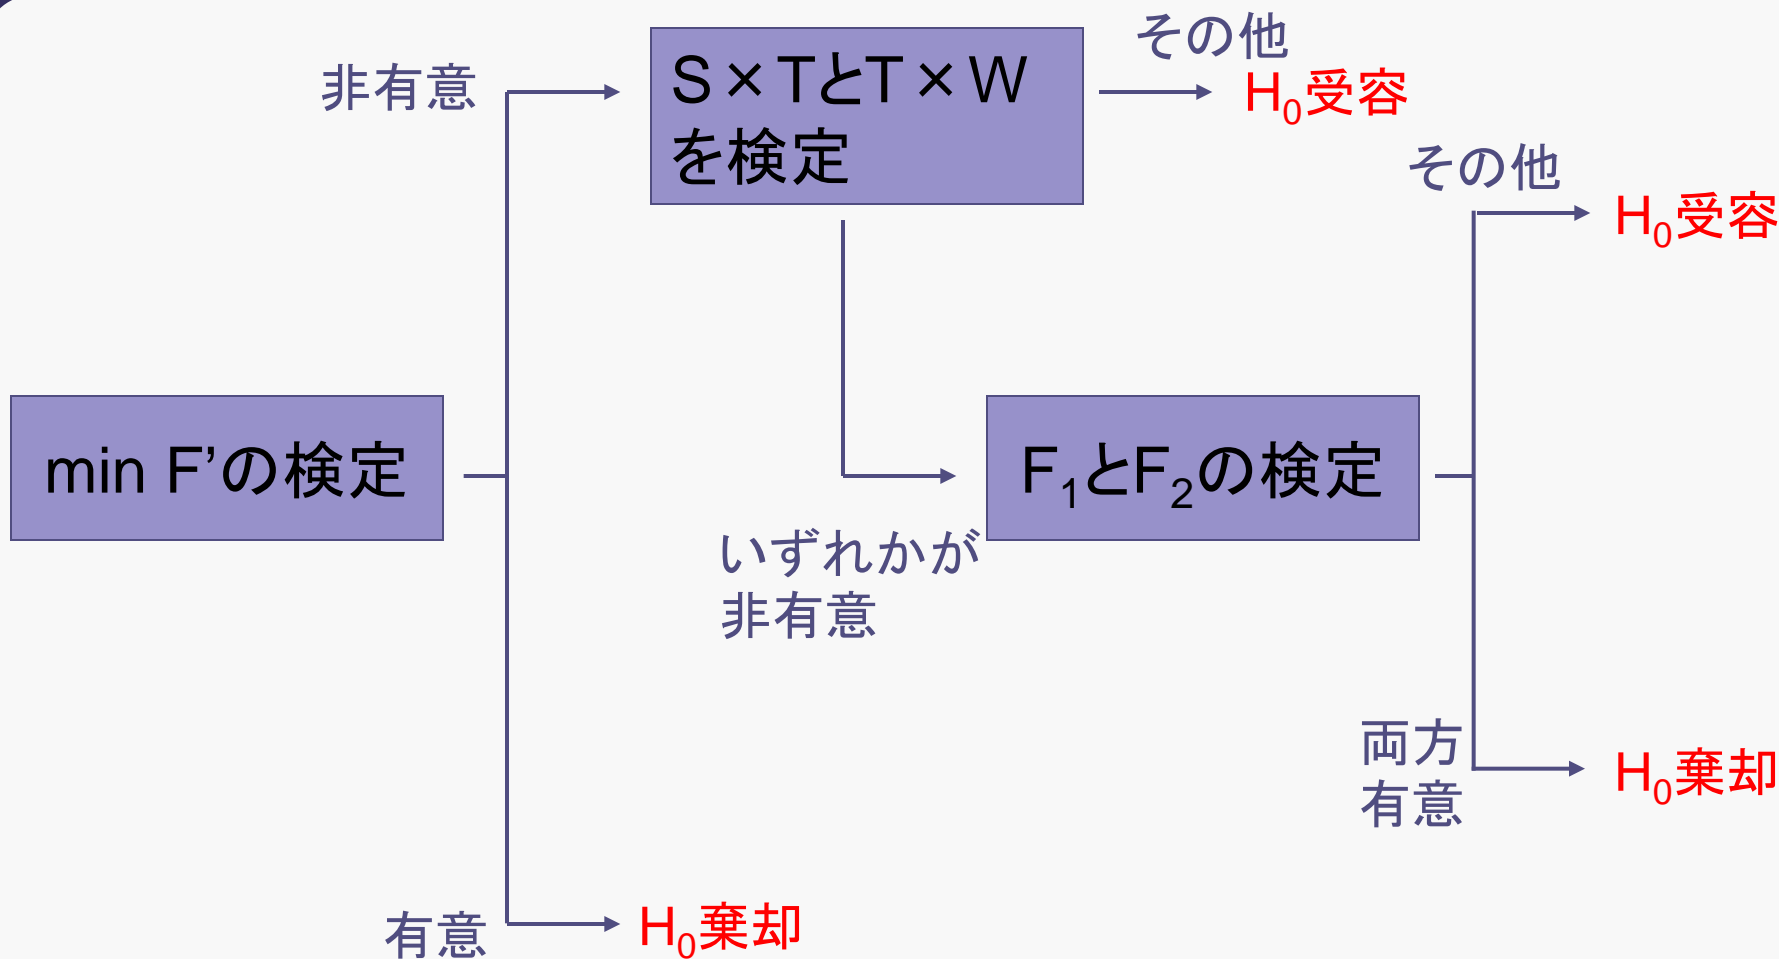 その他
非有意
S×TとT×W
を検定
H₀受容
その他
H₀受容
min F’の検定
F₁とF₂の検定
いずれかが
非有意
両方
有意
H₀棄却
有意
H₀棄却